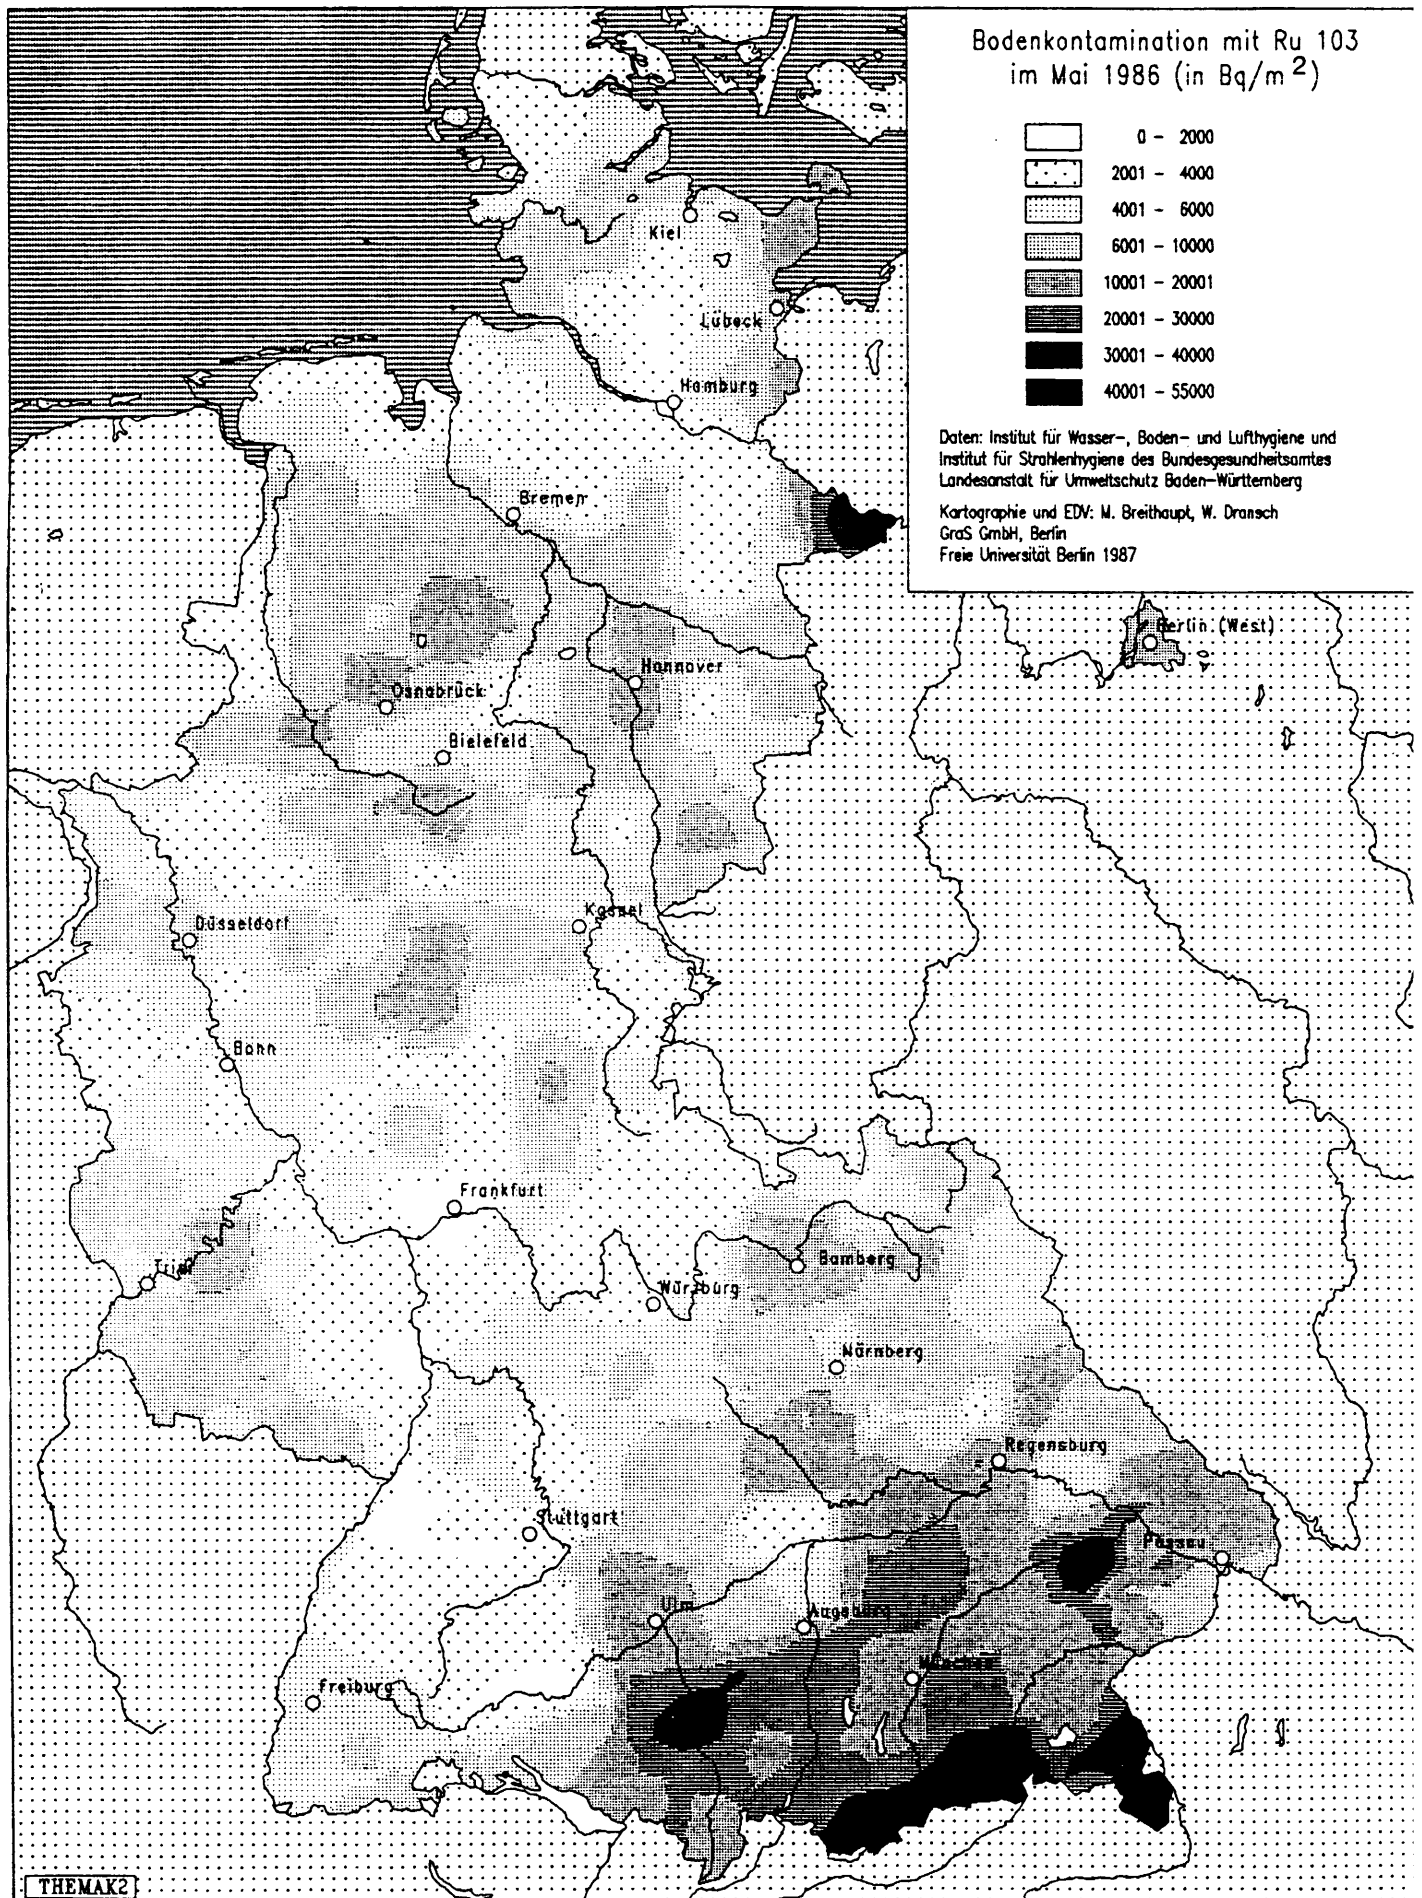 Bodenkontamination mit Ru 103
im Mai 1986 (in Bq/m²)
0 - 2000
2001 - 4000
4001 - 6000
6001 - 10000
10001 - 20001
20001 - 30000
30001 - 40000
40001 - 55000
Daten: Institut für Wasser-, Boden- und Lufthygiene und
Institut für Strahlenhygiene des Bundesgesundheitsamtes
Landesanstalt für Umweltschutz Baden-Württemberg
Kartographie und EDV: M. Breithaupt, W. Dransch
GraS GmbH, Berlin
Freie Universität Berlin 1987
Kiel
Lübeck
Hamburg
Bremen
Berlin (West)
Hannover
Osnabrück
Bielefeld
Kassel
Düsseldorf
Bonn
Frankfurt
Bamberg
Trier
Würzburg
Närnberg
Regensburg
Stuttgart
Passau
Ulm
Augsburg
München
Freiburg
THEMAK2